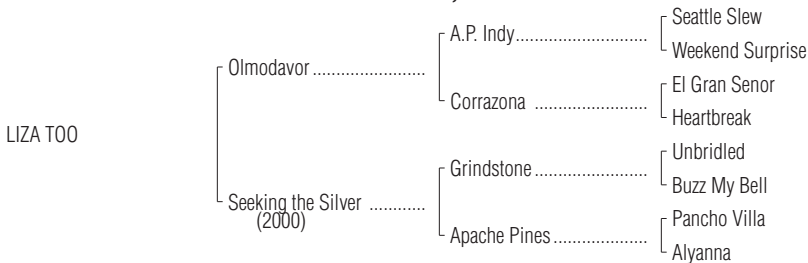 Seattle Slew
A.P. Indy..........................
Weekend Surprise
Olmodavor ......................
El Gran Senor
Corrazona ......................
Heartbreak
LIZA TOO
Unbridled
Grindstone......................
Buzz My Bell
Seeking the Silver ...........
(2000)
Pancho Villa
Apache Pines..................
Alyanna